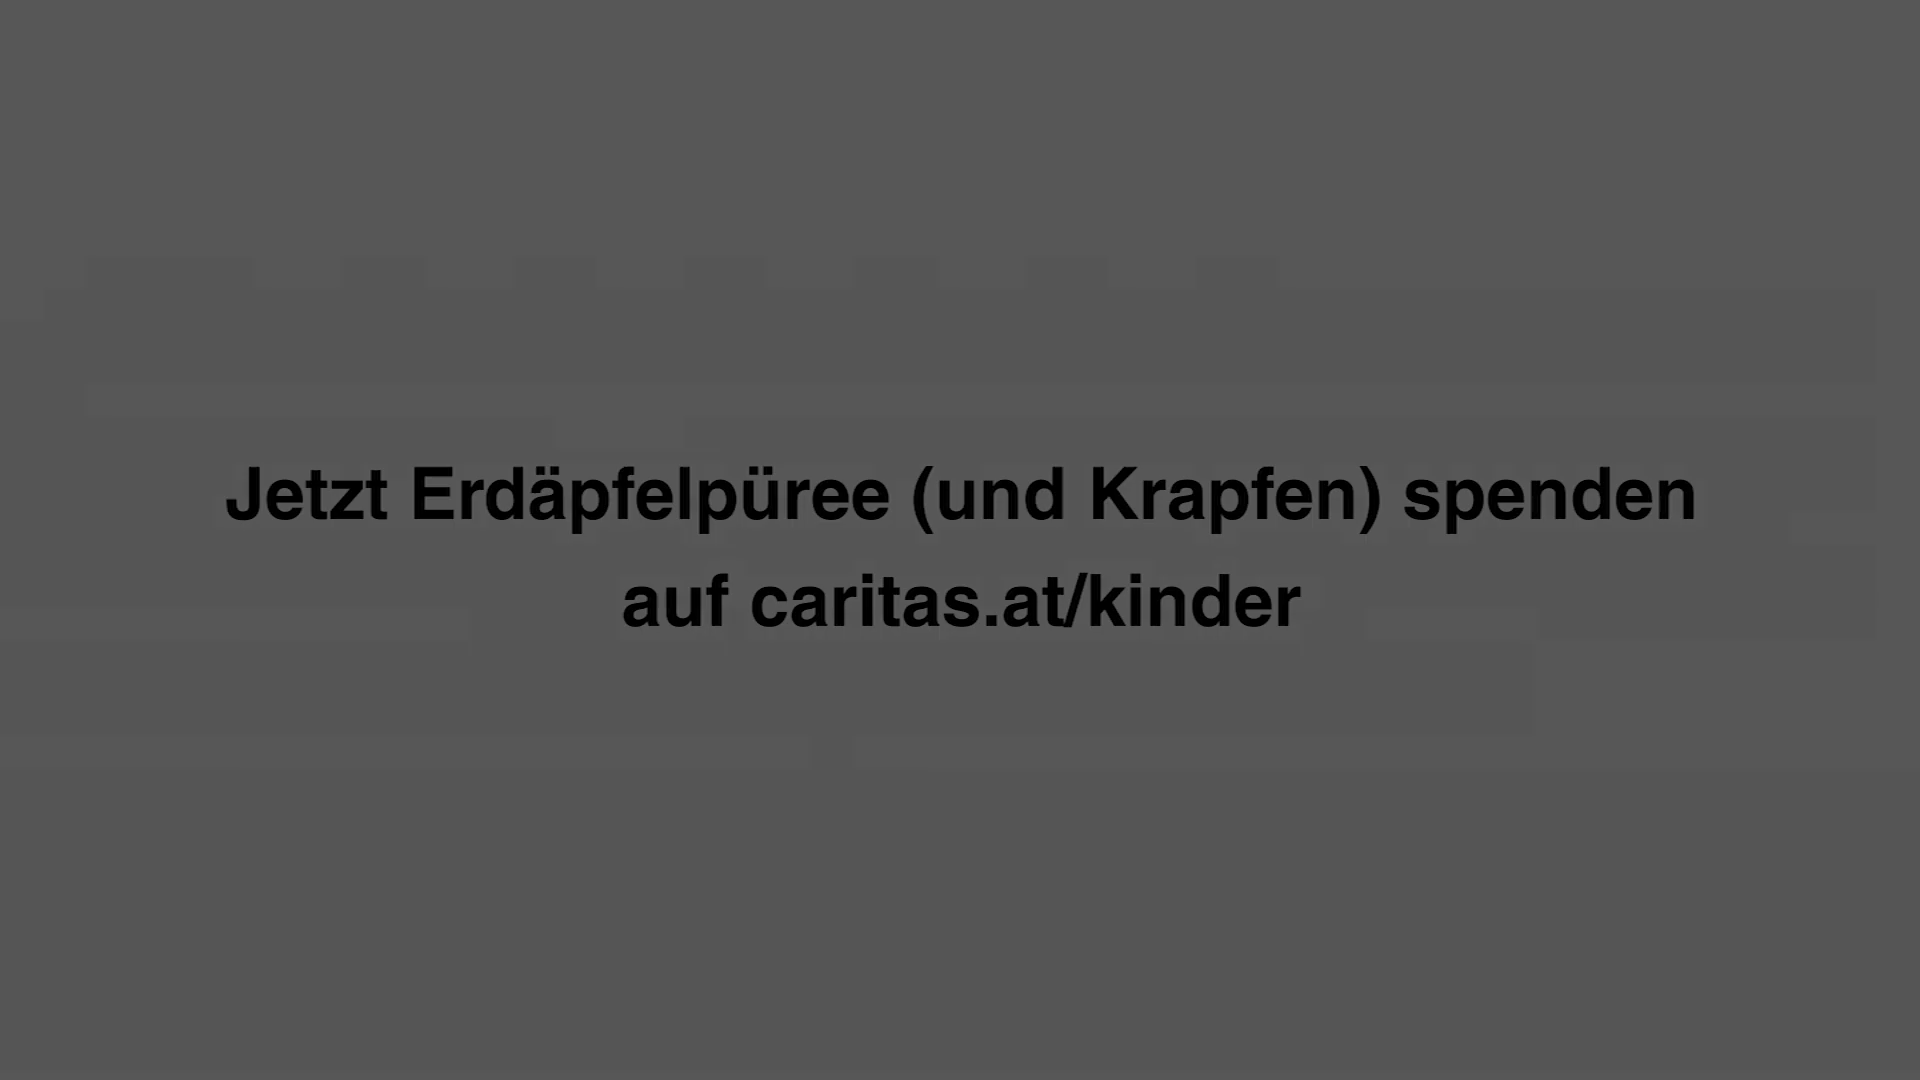 Jetzt Erdäpfelpüree (und Krapfen) spenden
auf caritas.at/kinder